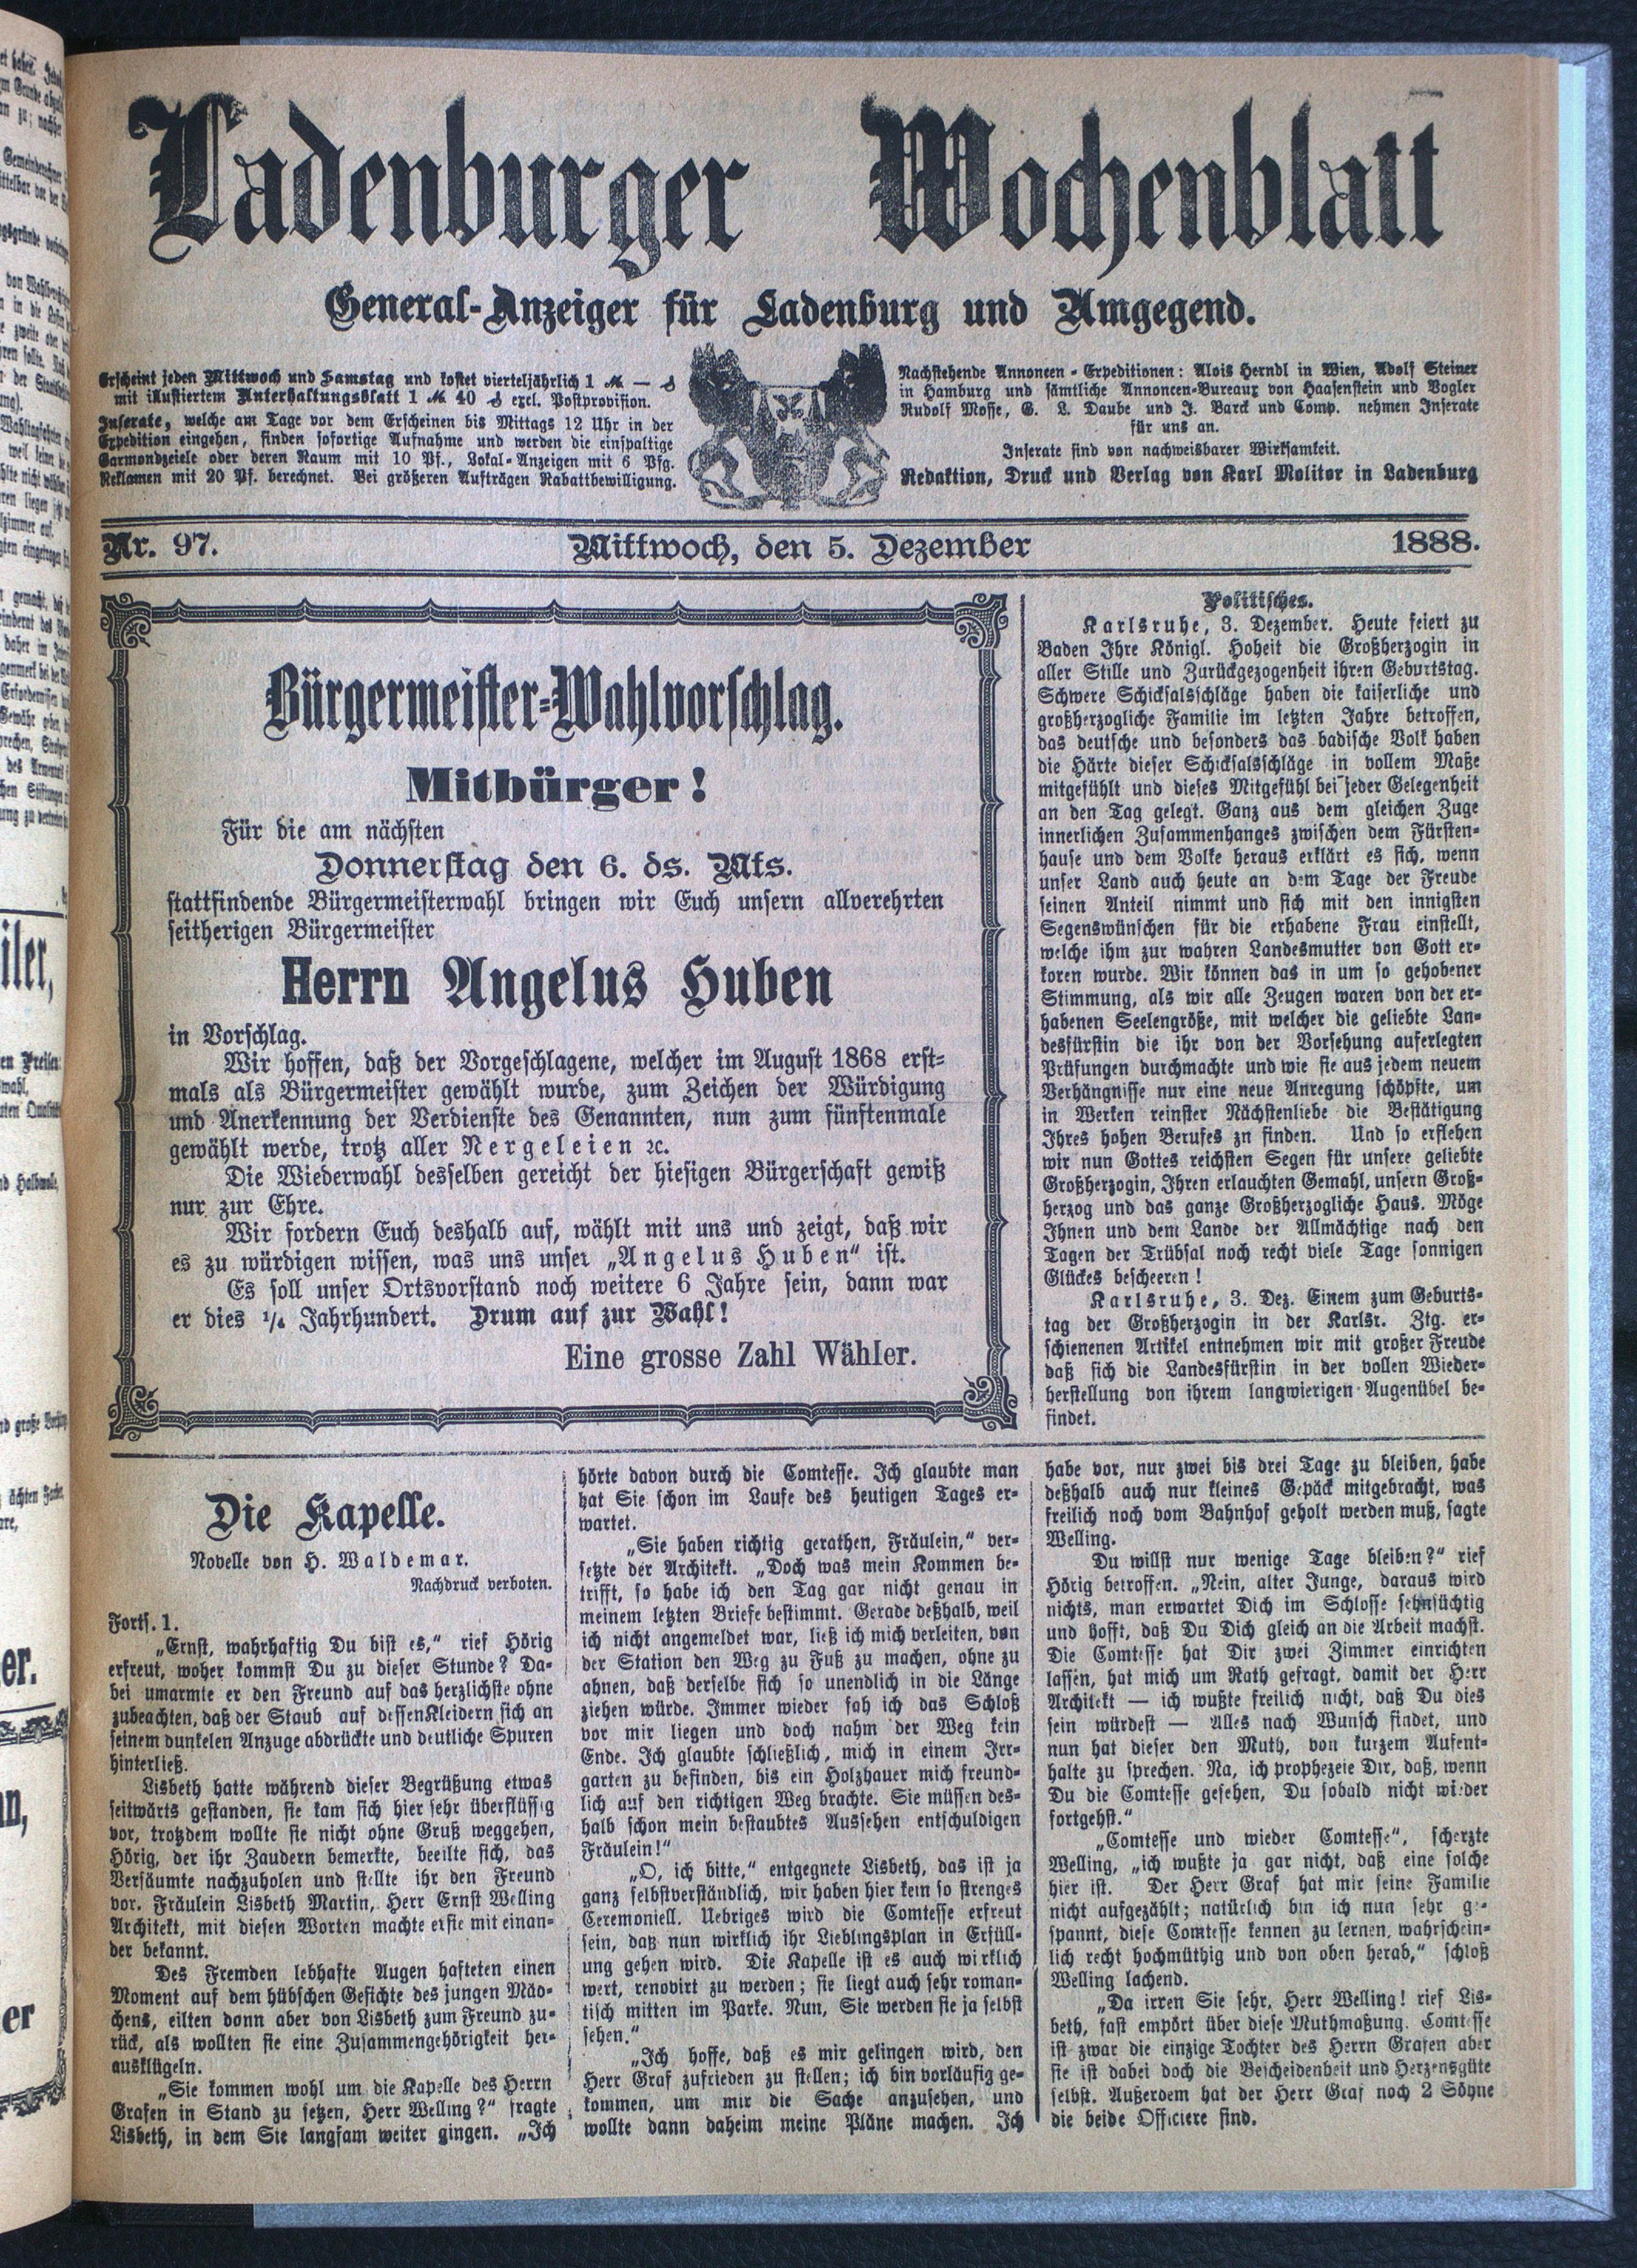 Ladenburger Wochenblatt
General-Anzeiger für Ladenburg und Umgegend.
Erscheint jeden Mittwoch und Samstag und kostet vierteljährlich 1 ℳ — ₰
mit illustriertem Unterhaltungsblatt 1 ℳ 40 ₰ excl. Postprovision.
Inserate, welche am Tage vor dem Erscheinen bis Mittags 12 Uhr in der
Expedition eingehen, finden sofortige Aufnahme und werden die einspaltige
Garmondzeiele oder deren Raum mit 10 Pf., Lokal-Anzeigen mit 6 Pfg.
Reklamen mit 20 Pf. berechnet. Bei größeren Aufträgen Rabattbewilligung.
Nachstehende Annoncen-Expeditionen: Alois Herndl in Wien, Adolf Steiner
in Hamburg und sämtliche Annoncen-Bureaux von Haasenstein und Vogler
Rudolf Mosse, G. L. Daube und J. Barck und Comp. nehmen Inserate
für uns an.
Inserate sind von nachweisbarer Wirksamkeit.
Redaktion, Druck und Verlag von Karl Molitor in Ladenburg
Nr. 97.
Mittwoch, den 5. Dezember
1888.
Bürgermeister-Wahlvorschlag.
Mitbürger!
Für die am nächsten
Donnerstag den 6. ds. Mts.
stattfindende Bürgermeisterwahl bringen wir Euch unsern allverehrten
seitherigen Bürgermeister
Herrn Angelus Huben
in Vorschlag.
Wir hoffen, daß der Vorgeschlagene, welcher im August 1868 erst-
mals als Bürgermeister gewählt wurde, zum Zeichen der Würdigung
und Anerkennung der Verdienste des Genannten, nun zum fünftenmale
gewählt werde, trotz aller Nergeleien ꝛc.
Die Wiederwahl desselben gereicht der hiesigen Bürgerschaft gewiß
nur zur Ehre.
Wir fordern Euch deshalb auf, wählt mit uns und zeigt, daß wir
es zu würdigen wissen, was uns unser „Angelus Huben“ ist.
Es soll unser Ortsvorstand noch weitere 6 Jahre sein, dann war
er dies 1/4 Jahrhundert. Drum auf zur Wahl!
Eine grosse Zahl Wähler.
Politisches.
Karlsruhe, 3. Dezember. Heute feiert zu
Baden Ihre Königl. Hoheit die Großherzogin in
aller Stille und Zurückgezogenheit ihren Geburtstag.
Schwere Schicksalsschläge haben die kaiserliche und
großherzogliche Familie im letzten Jahre betroffen,
das deutsche und besonders das badische Volk haben
die Härte dieser Schicksalsschläge in vollem Maße
mitgefühlt und dieses Mitgefühl bei jeder Gelegenheit
an den Tag gelegt. Ganz aus dem gleichen Zuge
innerlichen Zusammenhanges zwischen dem Fürsten-
hause und dem Volke heraus erklärt es sich, wenn
unser Land auch heute an dem Tage der Freude
seinen Anteil nimmt und sich mit den innigsten
Segenswünschen für die erhabene Frau einstellt,
welche ihm zur wahren Landesmutter von Gott er-
koren wurde. Wir können das in um so gehobener
Stimmung, als wir alle Zeugen waren von der er-
habenen Seelengröße, mit welcher die geliebte Lan-
desfürstin die ihr von der Vorsehung auferlegten
Prüfungen durchmachte und wie sie aus jedem neuem
Verhängnisse nur eine neue Anregung schöpfte, um
in Werken reinster Nächstenliebe die Bestätigung
Ihres hohen Berufes zu finden. Und so erflehen
wir nun Gottes reichsten Segen für unsere geliebte
Großherzogin, Ihren erlauchten Gemahl, unsern Groß-
herzog und das ganze Großherzogliche Haus. Möge
Ihnen und dem Lande der Allmächtige nach den
Tagen der Trübsal noch recht viele Tage sonnigen
Glückes bescheeren!
Karlsruhe, 3. Dez. Einem zum Geburts-
tag der Großherzogin in der Karlsr. Ztg. er-
schienenen Artikel entnehmen wir mit großer Freude
daß sich die Landesfürstin in der vollen Wieder-
herstellung von ihrem langwierigen Augenübel be-
findet.
Die Kapelle.
Novelle von H. Waldemar.
Nachdruck verboten.
Forts. 1.
„Ernst, wahrhaftig Du bist es,“ rief Hörig
erfreut, woher kommst Du zu dieser Stunde? Da-
bei umarmte er den Freund auf das herzlichste ohne
zubeachten, daß der Staub auf dessen Kleidern sich an
seinem dunkelen Anzuge abdrückte und deutliche Spuren
hinterließ.
Lisbeth hatte während dieser Begrüßung etwas
seitwärts gestanden, sie kam sich hier sehr überflüssig
vor, trotzdem wollte sie nicht ohne Gruß weggehen,
Hörig, der ihr Zaudern bemerkte, beeilte sich, das
Versäumte nachzuholen und stellte ihr den Freund
vor. Fräulein Lisbeth Martin, Herr Ernst Welling
Architekt, mit diesen Worten machte er sie mit einan-
der bekannt.
Des Fremden lebhafte Augen hafteten einen
Moment auf dem hübschen Gesichte des jungen Mäd-
chens, eilten dann aber von Lisbeth zum Freund zu-
rück, als wollten sie eine Zusammengehörigkeit her-
ausklügeln.
„Sie kommen wohl um die Kapelle des Herrn
Grafen in Stand zu setzen, Herr Welling?“ fragte
Lisbeth, in dem Sie langsam weiter gingen. „Ich
hörte davon durch die Comtesse. Ich glaubte man
hat Sie schon im Laufe des heutigen Tages er-
wartet.
„Sie haben richtig gerathen, Fräulein,“ ver-
setzte der Architekt. „Doch was mein Kommen be-
trifft, so habe ich den Tag gar nicht genau in
meinem letzten Briefe bestimmt. Gerade deßhalb, weil
ich nicht angemeldet war, ließ ich mich verleiten, von
der Station den Weg zu Fuß zu machen, ohne zu
ahnen, daß derselbe sich so unendlich in die Länge
ziehen würde. Immer wieder sah ich das Schloß
vor mir liegen und doch nahm der Weg kein
Ende. Ich glaubte schließlich, mich in einem Irr-
garten zu befinden, bis ein Holzhauer mich freund-
lich auf den richtigen Weg brachte. Sie müssen des-
halb schon mein bestaubtes Aussehen entschuldigen
Fräulein!“
„O, ich bitte,“ entgegnete Lisbeth, das ist ja
ganz selbstverständlich, wir haben hier kein so strenges
Ceremoniell. Uebriges wird die Comtesse erfreut
sein, daß nun wirklich ihr Lieblingsplan in Erfüll-
ung gehen wird. Die Kapelle ist es auch wirklich
wert, renovirt zu werden; sie liegt auch sehr roman-
tisch mitten im Parke. Nun, Sie werden sie ja selbst
sehen.“
„Ich hoffe, daß es mir gelingen wird, den
Herr Graf zufrieden zu stellen; ich bin vorläufig ge-
kommen, um mir die Sache anzusehen, und
wollte dann daheim meine Pläne machen. Ich
habe vor, nur zwei bis drei Tage zu bleiben, habe
deßhalb auch nur kleines Gepäck mitgebracht, was
freilich noch vom Bahnhof geholt werden muß, sagte
Welling.
Du willst nur wenige Tage bleiben?“ rief
Hörig betroffen. „Nein, alter Junge, daraus wird
nichts, man erwartet Dich im Schlosse sehnsüchtig
und hofft, daß Du Dich gleich an die Arbeit machst.
Die Comtesse hat Dir zwei Zimmer einrichten
lassen, hat mich um Rath gefragt, damit der Herr
Architekt — ich wußte freilich nicht, daß Du dies
sein würdest — Alles nach Wunsch findet, und
nun hat dieser den Muth, von kurzem Aufent-
halte zu sprechen. Na, ich prophezeie Dir, daß, wenn
Du die Comtesse gesehen, Du sobald nicht wieder
fortgehst.“
„Comtesse und wieder Comtesse“, scherzte
Welling, „ich wußte ja gar nicht, daß eine solche
hier ist. Der Herr Graf hat mir seine Familie
nicht aufgezählt; natürlich bin ich nun sehr ge-
spannt, diese Comtesse kennen zu lernen, wahrschein-
lich recht hochmüthig und von oben herab,“ schloß
Welling lachend.
„Da irren Sie sehr, Herr Welling! rief Lis-
beth, fast empört über diese Muthmaßung. Comtesse
ist zwar die einzige Tochter des Herrn Grafen aber
sie ist dabei doch die Bescheidenheit und Herzensgüte
selbst. Außerdem hat der Herr Graf noch 2 Söhne
die beide Officiere sind.